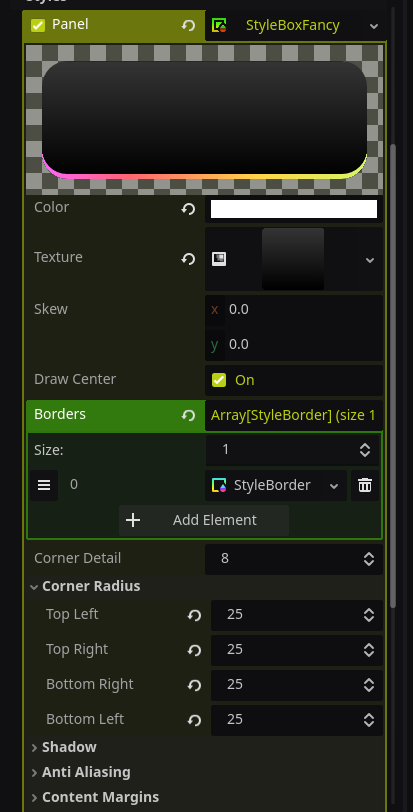 Panel StyleBoxFancy
Color
Texture
Skew x 0.0
y 0.0
Draw Center On
Borders Array[StyleBorder] (size 1
Size: 1
0 StyleBorder
Add Element
Corner Detail 8
Corner Radius
Top Left 25
Top Right 25
Bottom Right 25
Bottom Left 25
Shadow
Anti Aliasing
Content Margins